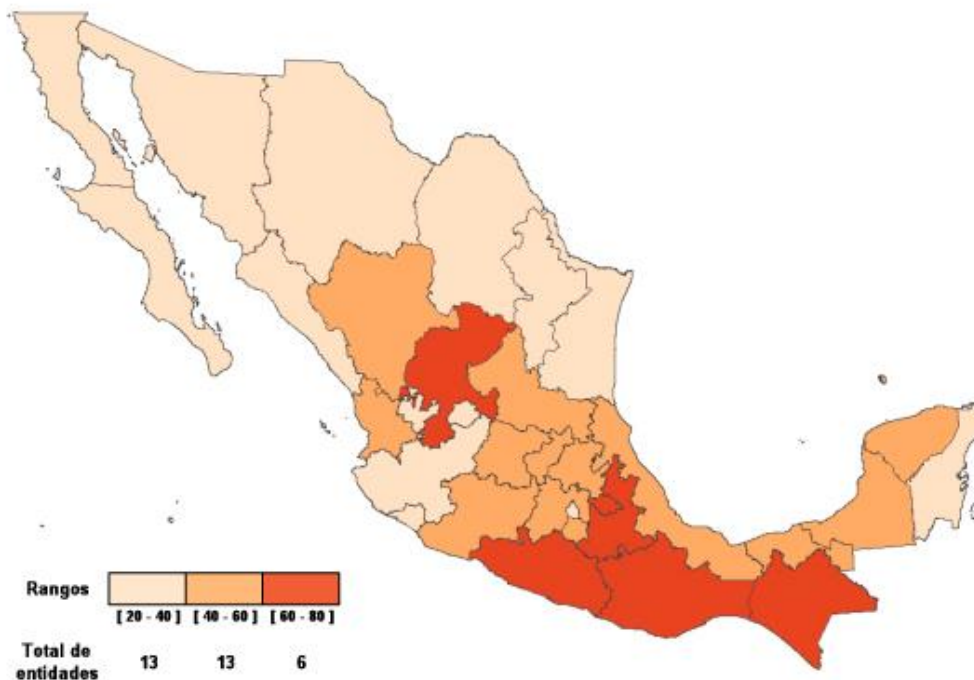 Rangos
[ 20 - 40 ] [ 40 - 60 ] [ 60 - 80 ]
Total de
entidades
13 13 6